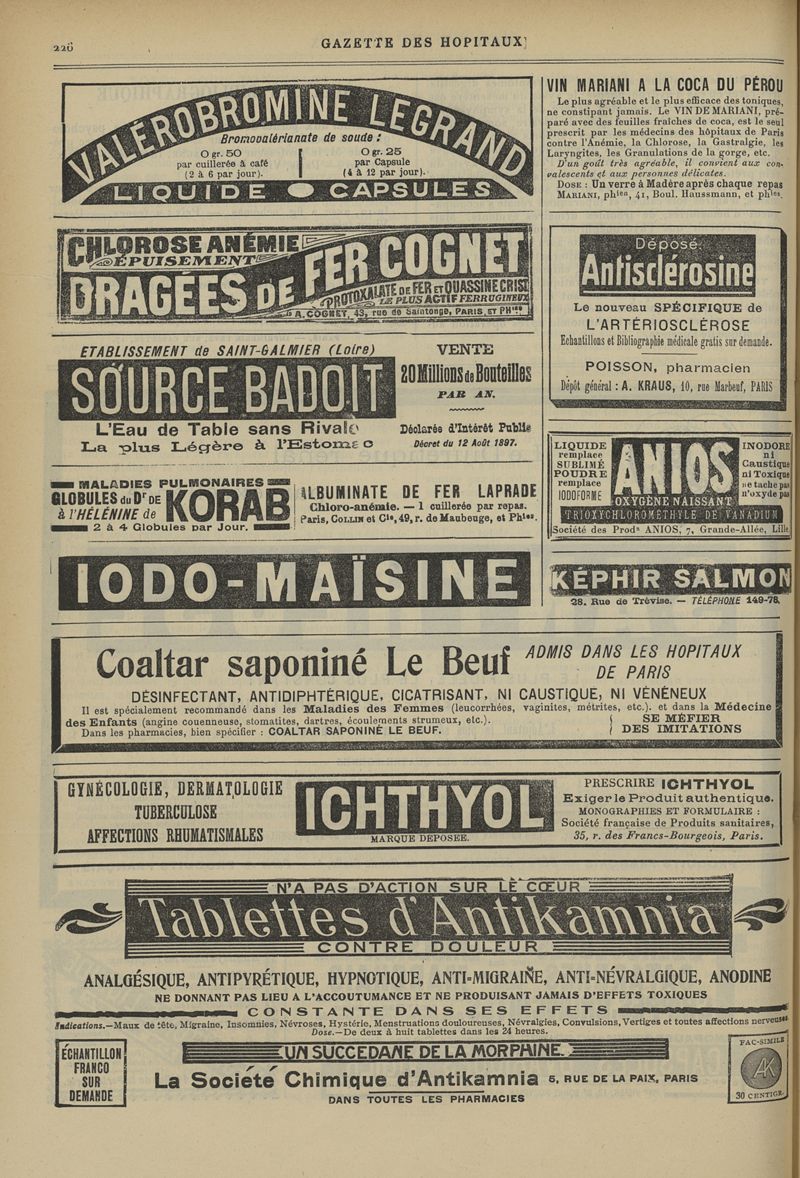 220
GAZETTE DES HOPITAUX
VALÉROBROMINE LEGRAND
Bromovalérianate de soude :
0 gr. 50
par cuillerée à café
(2 à 6 par jour).
0 gr. 25
par Capsule
(4 à 12 par jour).
LIQUIDE CAPSULES
CHLOROSE ANÉMIE
ÉPUISEMENT
DRAGÉES DE FER COGNET
PROTOXALATE DE FER ET QUASSINE CRISE
LE PLUS ACTIF FERRUGINEUX
A. COGNET, 43, rue de Saintonge, PARIS ET PHies
ETABLISSEMENT de SAINT-GALMIER (Loire)
SOURCE BADOIT
L'Eau de Table sans Rivale
La plus Légère à l'Estomac
VENTE
20 Millions de Bouteilles
PAR AN.
Déclarée d'Intérêt Public
Décret du 12 Août 1897.
MALADIES PULMONAIRES
GLOBULES du Dr DE KORAB
à l'HÉLÉNINE de
2 à 4 Globules par Jour.
ALBUMINATE DE FER LAPRADE
Chloro-anémie. — 1 cuillerée par repas.
Paris, COLLIN et Cie, 49, r. de Maubeuge, et Phies.
IODO-MAÏSINE
VIN MARIANI A LA COCA DU PÉROU
Le plus agréable et le plus efficace des toniques,
ne constipant jamais. Le VIN DE MARIANI, pré-
paré avec des feuilles fraîches de coca, est le seul
prescrit par les médecins des hôpitaux de Paris
contre l'Anémie, la Chlorose, la Gastralgie, les
Laryngites, les Granulations de la gorge, etc.
D'un goût très agréable, il convient aux con-
valescents et aux personnes délicates.
DOSE : Un verre à Madère après chaque repas
MARIANI, phien, 41, Boul. Haussmann, et phies.
Déposé
Antisclérosine
Le nouveau SPÉCIFIQUE de
L'ARTÉRIOSCLÉROSE
Echantillons et Bibliographie médicale gratis sur demande.
POISSON, pharmacien
Dépôt général : A. KRAUS, 10, rue Marbeuf, PARIS
LIQUIDE
remplace
SUBLIMÉ
POUDRE
remplace
IODOFORME
ANIOS
OXYGÈNE NAISSANT
INODORE
ni
Caustique
ni Toxique
ne tache pas
n'oxyde pas
TRIOXYCHLOROMÉTHYLE DE VANADIUM
Société des Prods ANIOS, 7, Grande-Allée, Lille
KÉPHIR SALMON
28, Rue de Trévise. — TÉLÉPHONE 149-78.
Coaltar saponiné Le Beuf
ADMIS DANS LES HOPITAUX
DE PARIS
DÉSINFECTANT, ANTIDIPHTÉRIQUE, CICATRISANT, NI CAUSTIQUE, NI VÉNÉNEUX
Il est spécialement recommandé dans les Maladies des Femmes (leucorrhées, vaginites, métrites, etc.). et dans la Médecine
des Enfants (angine couenneuse, stomatites, dartres, écoulements strumeux, etc.).
Dans les pharmacies, bien spécifier : COALTAR SAPONINÉ LE BEUF.
SE MÉFIER
DES IMITATIONS
GYNÉCOLOGIE, DERMATOLOGIE
TUBERCULOSE
AFFECTIONS RHUMATISMALES
ICHTHYOL
MARQUE DEPOSEE.
PRESCRIRE ICHTHYOL
Exiger le Produit authentique.
MONOGRAPHIES ET FORMULAIRE :
Société française de Produits sanitaires,
35, r. des Francs-Bourgeois, Paris.
N'A PAS D'ACTION SUR LE CŒUR
Tablettes d'Antikamnia
CONTRE DOULEUR
ANALGÉSIQUE, ANTIPYRÉTIQUE, HYPNOTIQUE, ANTI-MIGRAINE, ANTI-NÉVRALGIQUE, ANODINE
NE DONNANT PAS LIEU A L'ACCOUTUMANCE ET NE PRODUISANT JAMAIS D'EFFETS TOXIQUES
CONSTANTE DANS SES EFFETS
Indications.—Maux de tête, Migraine, Insomnies, Névroses, Hystérie, Menstruations douloureuses, Névralgies, Convulsions, Vertiges et toutes affections nerveuses
Dose.—De deux à huit tablettes dans les 24 heures.
ÉCHANTILLON
FRANCO
SUR
DEMANDE
UN SUCCEDANE DE LA MORPHINE.
La Société Chimique d'Antikamnia 5, RUE DE LA PAIX, PARIS
DANS TOUTES LES PHARMACIES
FAC-SIMILE
AK
30 CENTIGR.